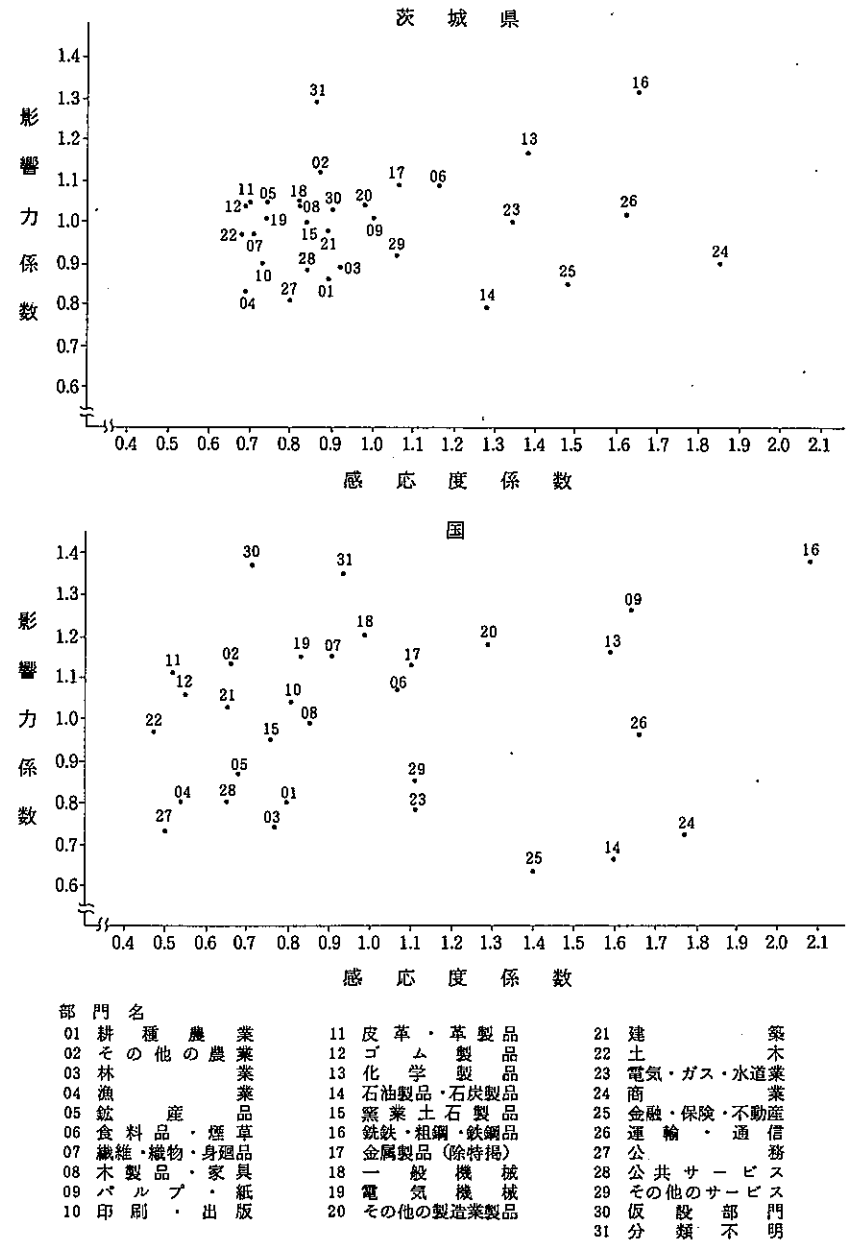 茨城県
1.4
31
16
1.3
影
響
力
係
数
1.2
13
02
17
06
1.1
11 05 18 30 20
26
12 08
23
1.0
19
09
22 07 15 21
29
24
0.9
28
03
25
10
01
27
14
0.8
04
0.7
0.6
0.4 0.5 0.6 0.7 0.8 0.9 1.0 1.1 1.2 1.3 1.4 1.5 1.6 1.7 1.8 1.9 2.0 2.1
感応度係数
国
30
31
16
1.4
1.3
09
影
響
力
係
数
18
20
1.2
19 07
13
11
02
17
1.1
12
06
21
10
22
08
26
1.0
15
0.9
05
29
04 28 01
23
0.8
27
03
24
0.7
25
14
0.6
0.4 0.5 0.6 0.7 0.8 0.9 1.0 1.1 1.2 1.3 1.4 1.5 1.6 1.7 1.8 1.9 2.0 2.1
感応度係数
部門名
01 耕種農業
02 その他の農業
03 林業
04 漁業
05 鉱産品
06 食料品・煙草
07 繊維・織物・身廻品
08 木製品・家具
09 パルプ・紙
10 印刷・出版
11 皮革・革製品
12 ゴム製品
13 化学製品
14 石油製品・石炭製品
15 窯業土石製品
16 銑鉄・粗鋼・鉄鋼品
17 金属製品(除特掲)
18 一般機械
19 電気機械
20 その他の製造業製品
21 建築
22 土木
23 電気・ガス・水道業
24 商業
25 金融・保険・不動産
26 運輸・通信
27 公務
28 公共サービス
29 その他のサービス
30 仮設部門
31 分類不明